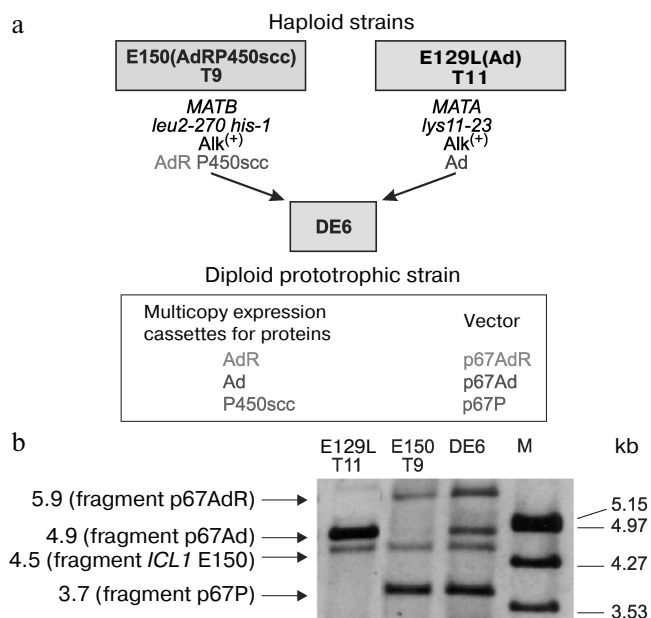 a
Haploid strains
E150(AdRP450scc)
T9
E129L(Ad)
T11
MATB
leu2-270 his-1
Alk(+)
AdR P450scc
MATA
lys11-23
Alk(+)
Ad
DE6
Diploid prototrophic strain
Multicopy expression
cassettes for proteins
Vector
AdR p67AdR
Ad p67Ad
P450scc p67P
b
E129L E150 DE6 M kb
T11 T9
5.9 (fragment p67AdR)
4.9 (fragment p67Ad)
4.5 (fragment ICL1 E150)
3.7 (fragment p67P)
5.15
4.97
4.27
3.53